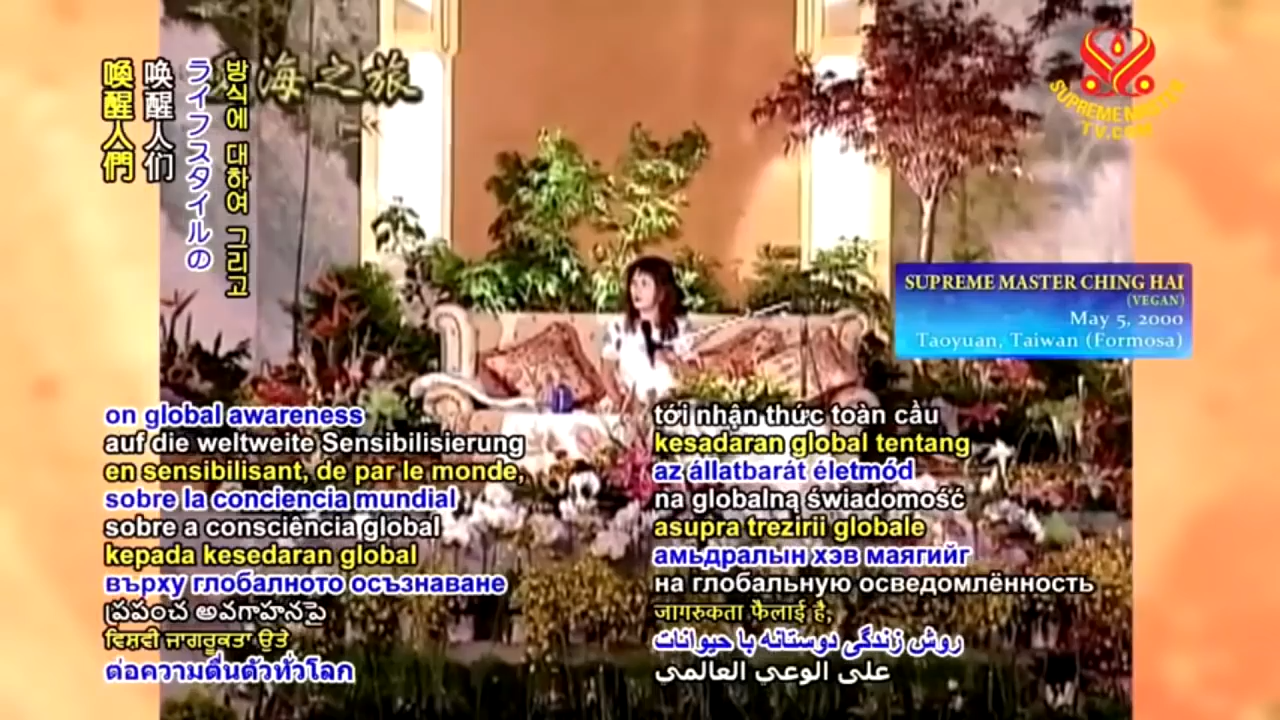 唤醒人们
喚醒人們
ライフスタイルの
방식에 대하여 그리고
海之旅
SUPREME MASTER
TV.COM
SUPREME MASTER CHING HAI
(VEGAN)
May 5, 2000
Taoyuan, Taiwan (Formosa)
on global awareness
auf die weltweite Sensibilisierung
en sensibilisant, de par le monde,
sobre la conciencia mundial
sobre a consciência global
kepada kesedaran global
върху глобалното осъзнаване
ప్రపంచ అవగాహనపై
ਵਿਸ਼ਵੀ ਜਾਗਰੂਕਤਾ ਉਤੇ
ต่อความตื่นตัวทั่วโลก
tới nhận thức toàn cầu
kesadaran global tentang
az állatbarát életmód
na globalną świadomość
asupra trezirii globale
амьдралын хэв маягийг
на глобальную осведомлённость
जागरुकता फैलाई है,
روش زندگی دوستانه با حیوانات
على الوعي العالمي